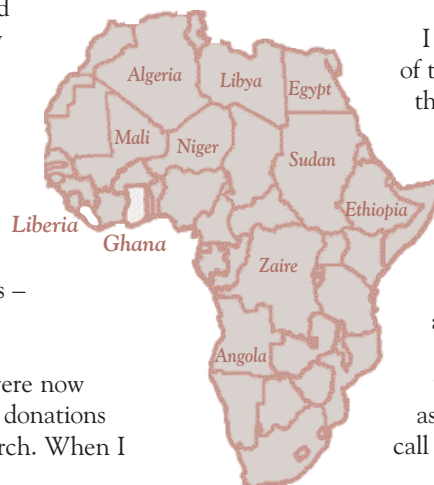 Algeria
Libya
Egypt
Mali
Niger
Sudan
Ethiopia
Liberia
Ghana
Zaire
Angola
s –
were now
donations
rch. When I
I
of t
th
as
call